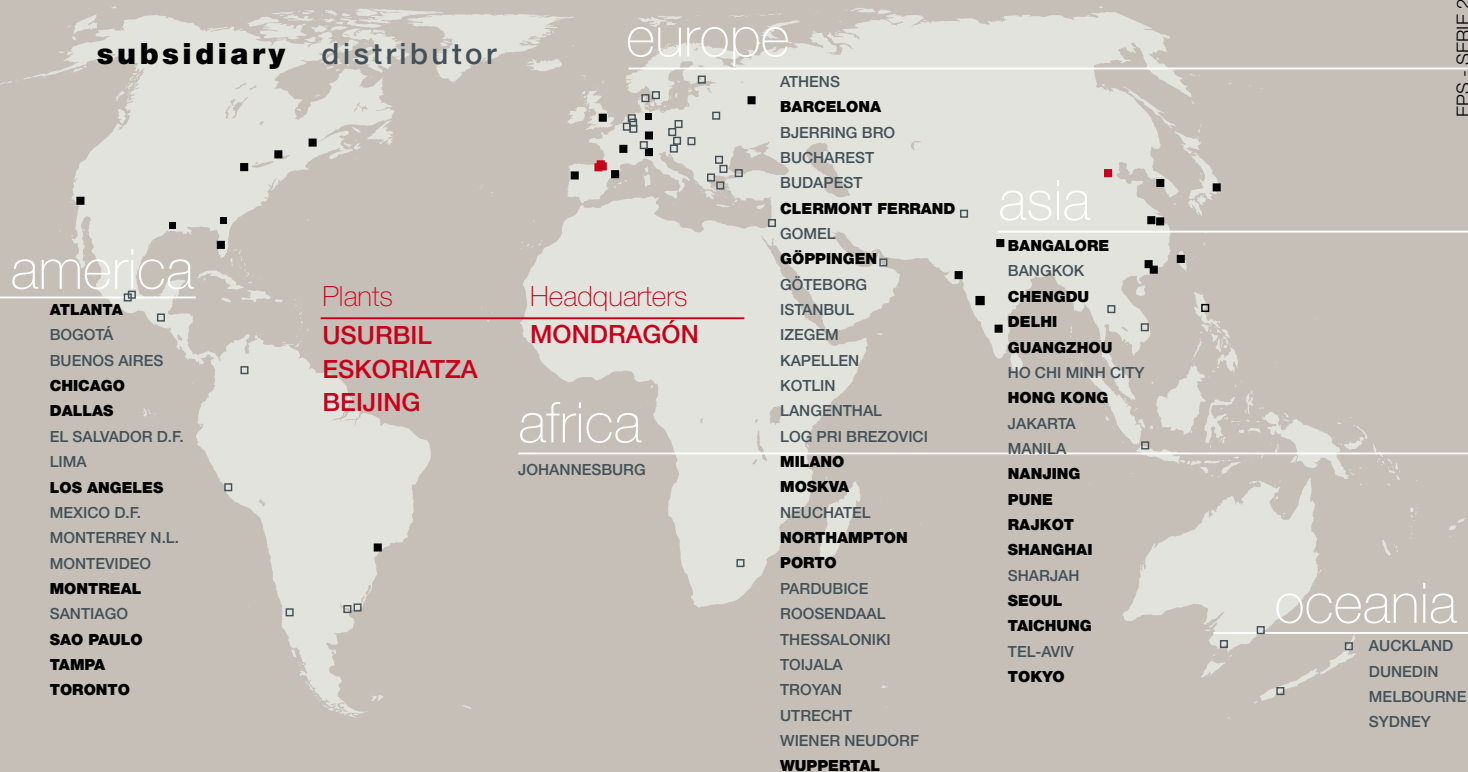 subsidiary distributor
europe
ATHENS
BARCELONA
BJERRING BRO
BUCHAREST
BUDAPEST
CLERMONT FERRAND
GOMEL
GÖPPINGEN
GÖTEBORG
ISTANBUL
IZEGEM
KAPELLEN
KOTLIN
LANGENTHAL
LOG PRI BREZOVICI
MILANO
MOSKVA
NEUCHATEL
NORTHAMPTON
PORTO
PARDUBICE
ROOSENDAAL
THESSALONIKI
TOIJALA
TROYAN
UTRECHT
WIENER NEUDORF
WUPPERTAL
asia
BANGALORE
BANGKOK
CHENGDU
DELHI
GUANGZHOU
HO CHI MINH CITY
HONG KONG
JAKARTA
MANILA
NANJING
PUNE
RAJKOT
SHANGHAI
SHARJAH
SEOUL
TAICHUNG
TEL-AVIV
TOKYO
america
ATLANTA
BOGOTÁ
BUENOS AIRES
CHICAGO
DALLAS
EL SALVADOR D.F.
LIMA
LOS ANGELES
MEXICO D.F.
MONTERREY N.L.
MONTEVIDEO
MONTREAL
SANTIAGO
SAO PAULO
TAMPA
TORONTO
Plants
USURBIL
ESKORIATZA
BEIJING
Headquarters
MONDRAGÓN
africa
JOHANNESBURG
oceania
AUCKLAND
DUNEDIN
MELBOURNE
SYDNEY
EPS - SERIE 2